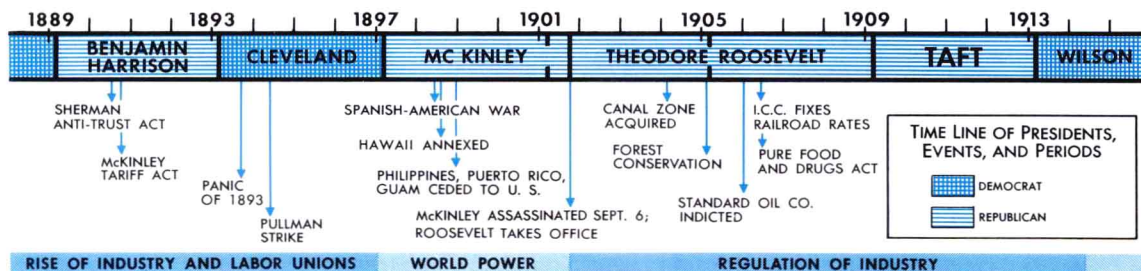 1889 1893 1897 1901 1905 1909 1913
BENJAMIN
HARRISON
CLEVELAND
MC KINLEY
THEODORE ROOSEVELT
TAFT
WILSON
SHERMAN
ANTI-TRUST ACT
McKINLEY
TARIFF ACT
PANIC
OF 1893
PULLMAN
STRIKE
SPANISH-AMERICAN WAR
HAWAII ANNEXED
PHILIPPINES, PUERTO RICO,
GUAM CEDED TO U. S.
McKINLEY ASSASSINATED SEPT. 6;
ROOSEVELT TAKES OFFICE
CANAL ZONE
ACQUIRED
FOREST
CONSERVATION
STANDARD OIL CO.
INDICTED
I.C.C. FIXES
RAILROAD RATES
PURE FOOD
AND DRUGS ACT
TIME LINE OF PRESIDENTS,
EVENTS, AND PERIODS
DEMOCRAT
REPUBLICAN
RISE OF INDUSTRY AND LABOR UNIONS
WORLD POWER
REGULATION OF INDUSTRY